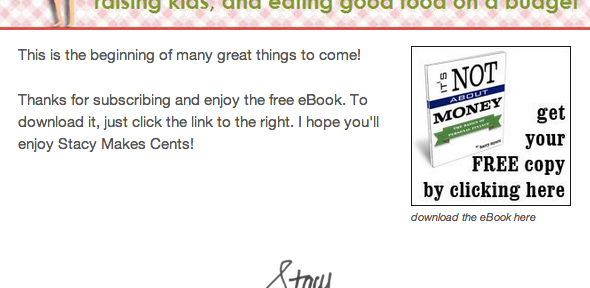 raising kids, and eating good food on a budget
This is the beginning of many great things to come!
Thanks for subscribing and enjoy the free eBook. To
download it, just click the link to the right. I hope you'll
enjoy Stacy Makes Cents!
IT'S NOT
ABOUT
MONEY
THE BASICS OF
PERSONAL FINANCE
get
your
FREE copy
by clicking here
download the eBook here
Stacy